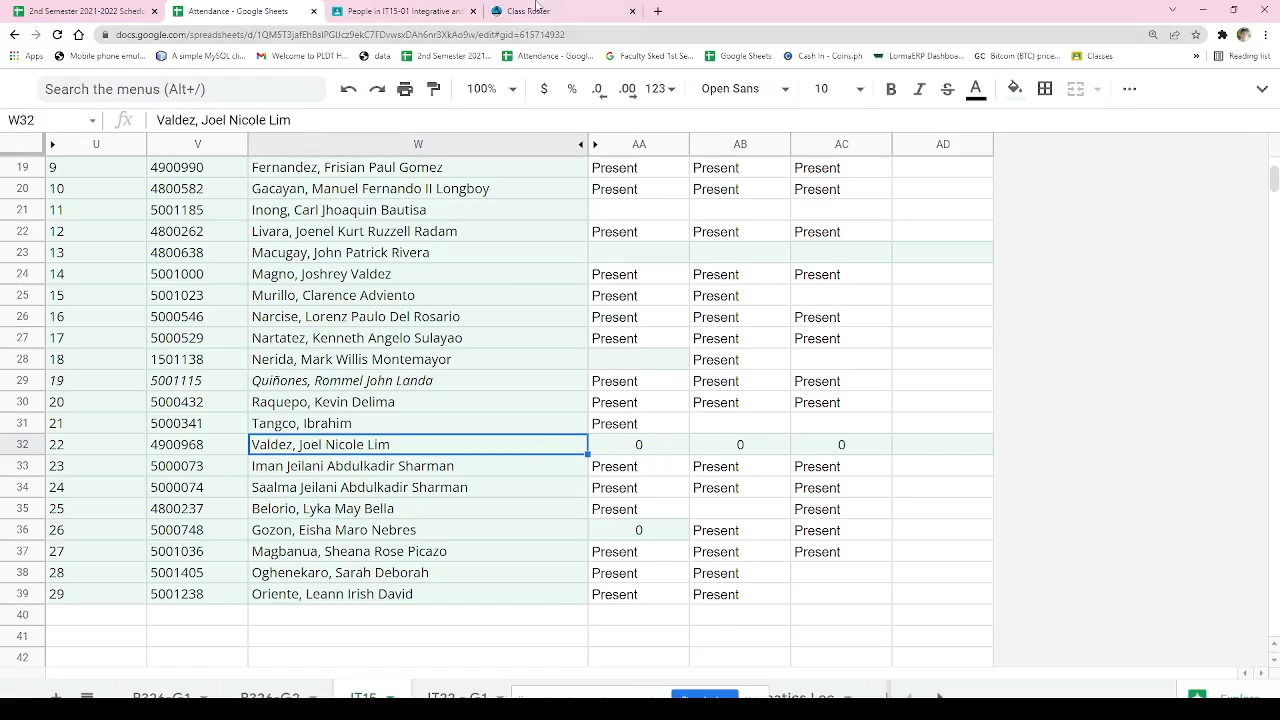 2nd Semester 2021-2022 Schedu
Attendance - Google Sheets
People in IT15-01 Integrative and
Class Roster
docs.google.com/spreadsheets/d/1QM5T3jafEhBsIPGlJcz9ekC7FDvwsxDAh6nr3XkAo9w/edit#gid=615714932
Apps
Mobile phone emul...
A simple MySQL cli...
Welcome to PLDT H...
data
2nd Semester 2021...
Attendance - Googl...
Faculty Sked 1st Se...
Google Sheets
Cash In - Coins.ph
LormaERP Dashboa...
Bitcoin (BTC) price...
Classes
»
Reading list
Search the menus (Alt+/)
100%
$
%
.0
.00
123
Open Sans
10
B
I
S
A
W32
fx
Valdez, Joel Nicole Lim
U V W AA AB AC AD
19 9 4900990 Fernandez, Frisian Paul Gomez Present Present Present
20 10 4800582 Gacayan, Manuel Fernando II Longboy Present Present Present
21 11 5001185 Inong, Carl Jhoaquin Bautisa
22 12 4800262 Livara, Joenel Kurt Ruzzell Radam Present Present Present
23 13 4800638 Macugay, John Patrick Rivera
24 14 5001000 Magno, Joshrey Valdez Present Present Present
25 15 5001023 Murillo, Clarence Adviento Present Present
26 16 5000546 Narcise, Lorenz Paulo Del Rosario Present Present Present
27 17 5000529 Nartatez, Kenneth Angelo Sulayao Present Present Present
28 18 1501138 Nerida, Mark Willis Montemayor Present
29 19 5001115 Quiñones, Rommel John Landa Present Present Present
30 20 5000432 Raquepo, Kevin Delima Present Present Present
31 21 5000341 Tangco, Ibrahim Present
32 22 4900968 Valdez, Joel Nicole Lim 0 0 0
33 23 5000073 Iman Jeilani Abdulkadir Sharman Present Present Present
34 24 5000074 Saalma Jeilani Abdulkadir Sharman Present Present Present
35 25 4800237 Belorio, Lyka May Bella Present Present
36 26 5000748 Gozon, Eisha Maro Nebres 0 Present Present
37 27 5001036 Magbanua, Sheana Rose Picazo Present Present Present
38 28 5001405 Oghenekaro, Sarah Deborah Present Present
39 29 5001238 Oriente, Leann Irish David Present Present
40
41
42
IT15